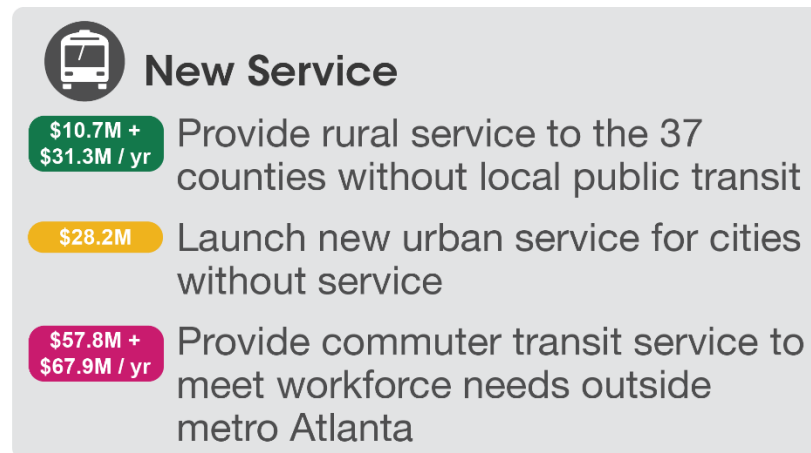 New Service
$10.7M +
$31.3M / yr
Provide rural service to the 37
counties without local public transit
$28.2M
Launch new urban service for cities
without service
$57.8M +
$67.9M / yr
Provide commuter transit service to
meet workforce needs outside
metro Atlanta